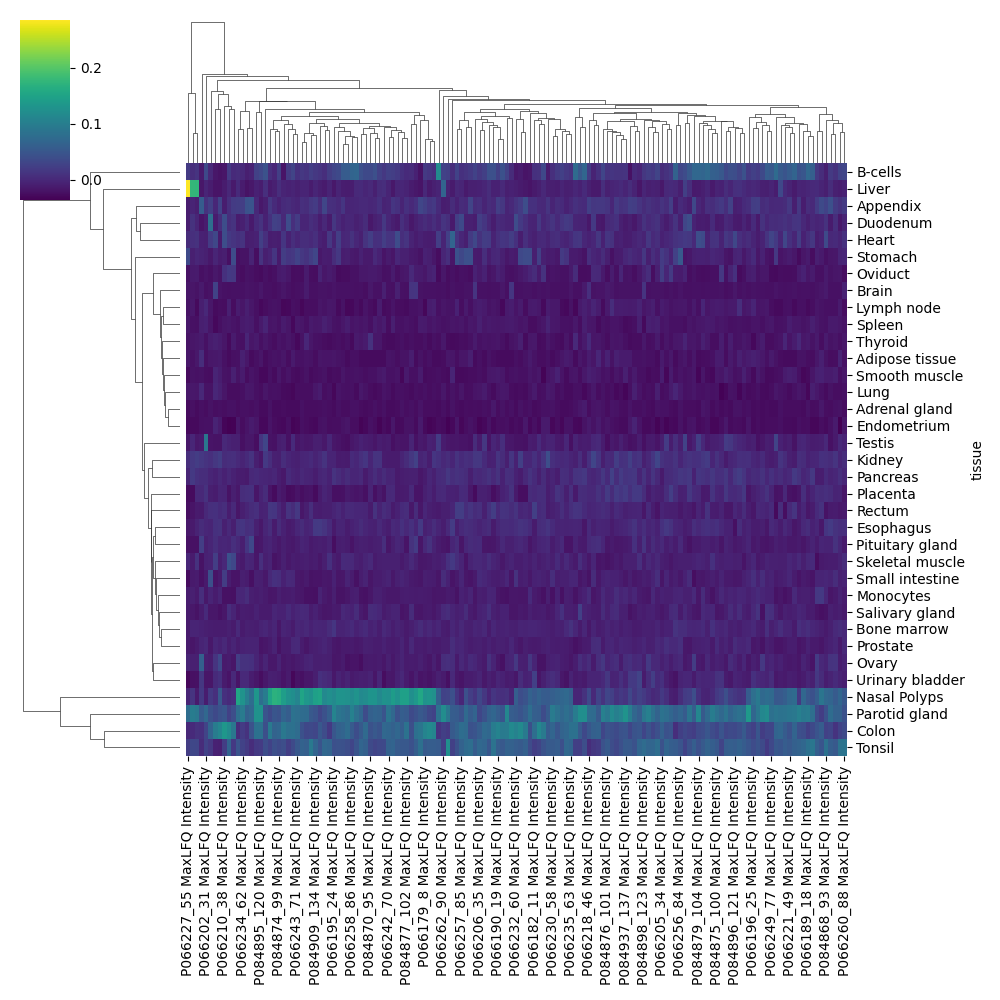 0.2
0.1
0.0
B-cells
Liver
Appendix
Duodenum
Heart
Stomach
Oviduct
Brain
Lymph node
Spleen
Thyroid
Adipose tissue
Smooth muscle
Lung
Adrenal gland
Endometrium
Testis
Kidney
Pancreas
Placenta
Rectum
Esophagus
Pituitary gland
Skeletal muscle
Small intestine
Monocytes
Salivary gland
Bone marrow
Prostate
Ovary
Urinary bladder
Nasal Polyps
Parotid gland
Colon
Tonsil
tissue
P066227_55 MaxLFQ Intensity
P066202_31 MaxLFQ Intensity
P066210_38 MaxLFQ Intensity
P066234_62 MaxLFQ Intensity
P084895_120 MaxLFQ Intensity
P084874_99 MaxLFQ Intensity
P066243_71 MaxLFQ Intensity
P084909_134 MaxLFQ Intensity
P066195_24 MaxLFQ Intensity
P066258_86 MaxLFQ Intensity
P084870_95 MaxLFQ Intensity
P066242_70 MaxLFQ Intensity
P084877_102 MaxLFQ Intensity
P066179_8 MaxLFQ Intensity
P066262_90 MaxLFQ Intensity
P066257_85 MaxLFQ Intensity
P066206_35 MaxLFQ Intensity
P066190_19 MaxLFQ Intensity
P066232_60 MaxLFQ Intensity
P066182_11 MaxLFQ Intensity
P066230_58 MaxLFQ Intensity
P066235_63 MaxLFQ Intensity
P066218_46 MaxLFQ Intensity
P084876_101 MaxLFQ Intensity
P084937_137 MaxLFQ Intensity
P084898_123 MaxLFQ Intensity
P066205_34 MaxLFQ Intensity
P066256_84 MaxLFQ Intensity
P084879_104 MaxLFQ Intensity
P084875_100 MaxLFQ Intensity
P084896_121 MaxLFQ Intensity
P066196_25 MaxLFQ Intensity
P066249_77 MaxLFQ Intensity
P066221_49 MaxLFQ Intensity
P066189_18 MaxLFQ Intensity
P084868_93 MaxLFQ Intensity
P066260_88 MaxLFQ Intensity